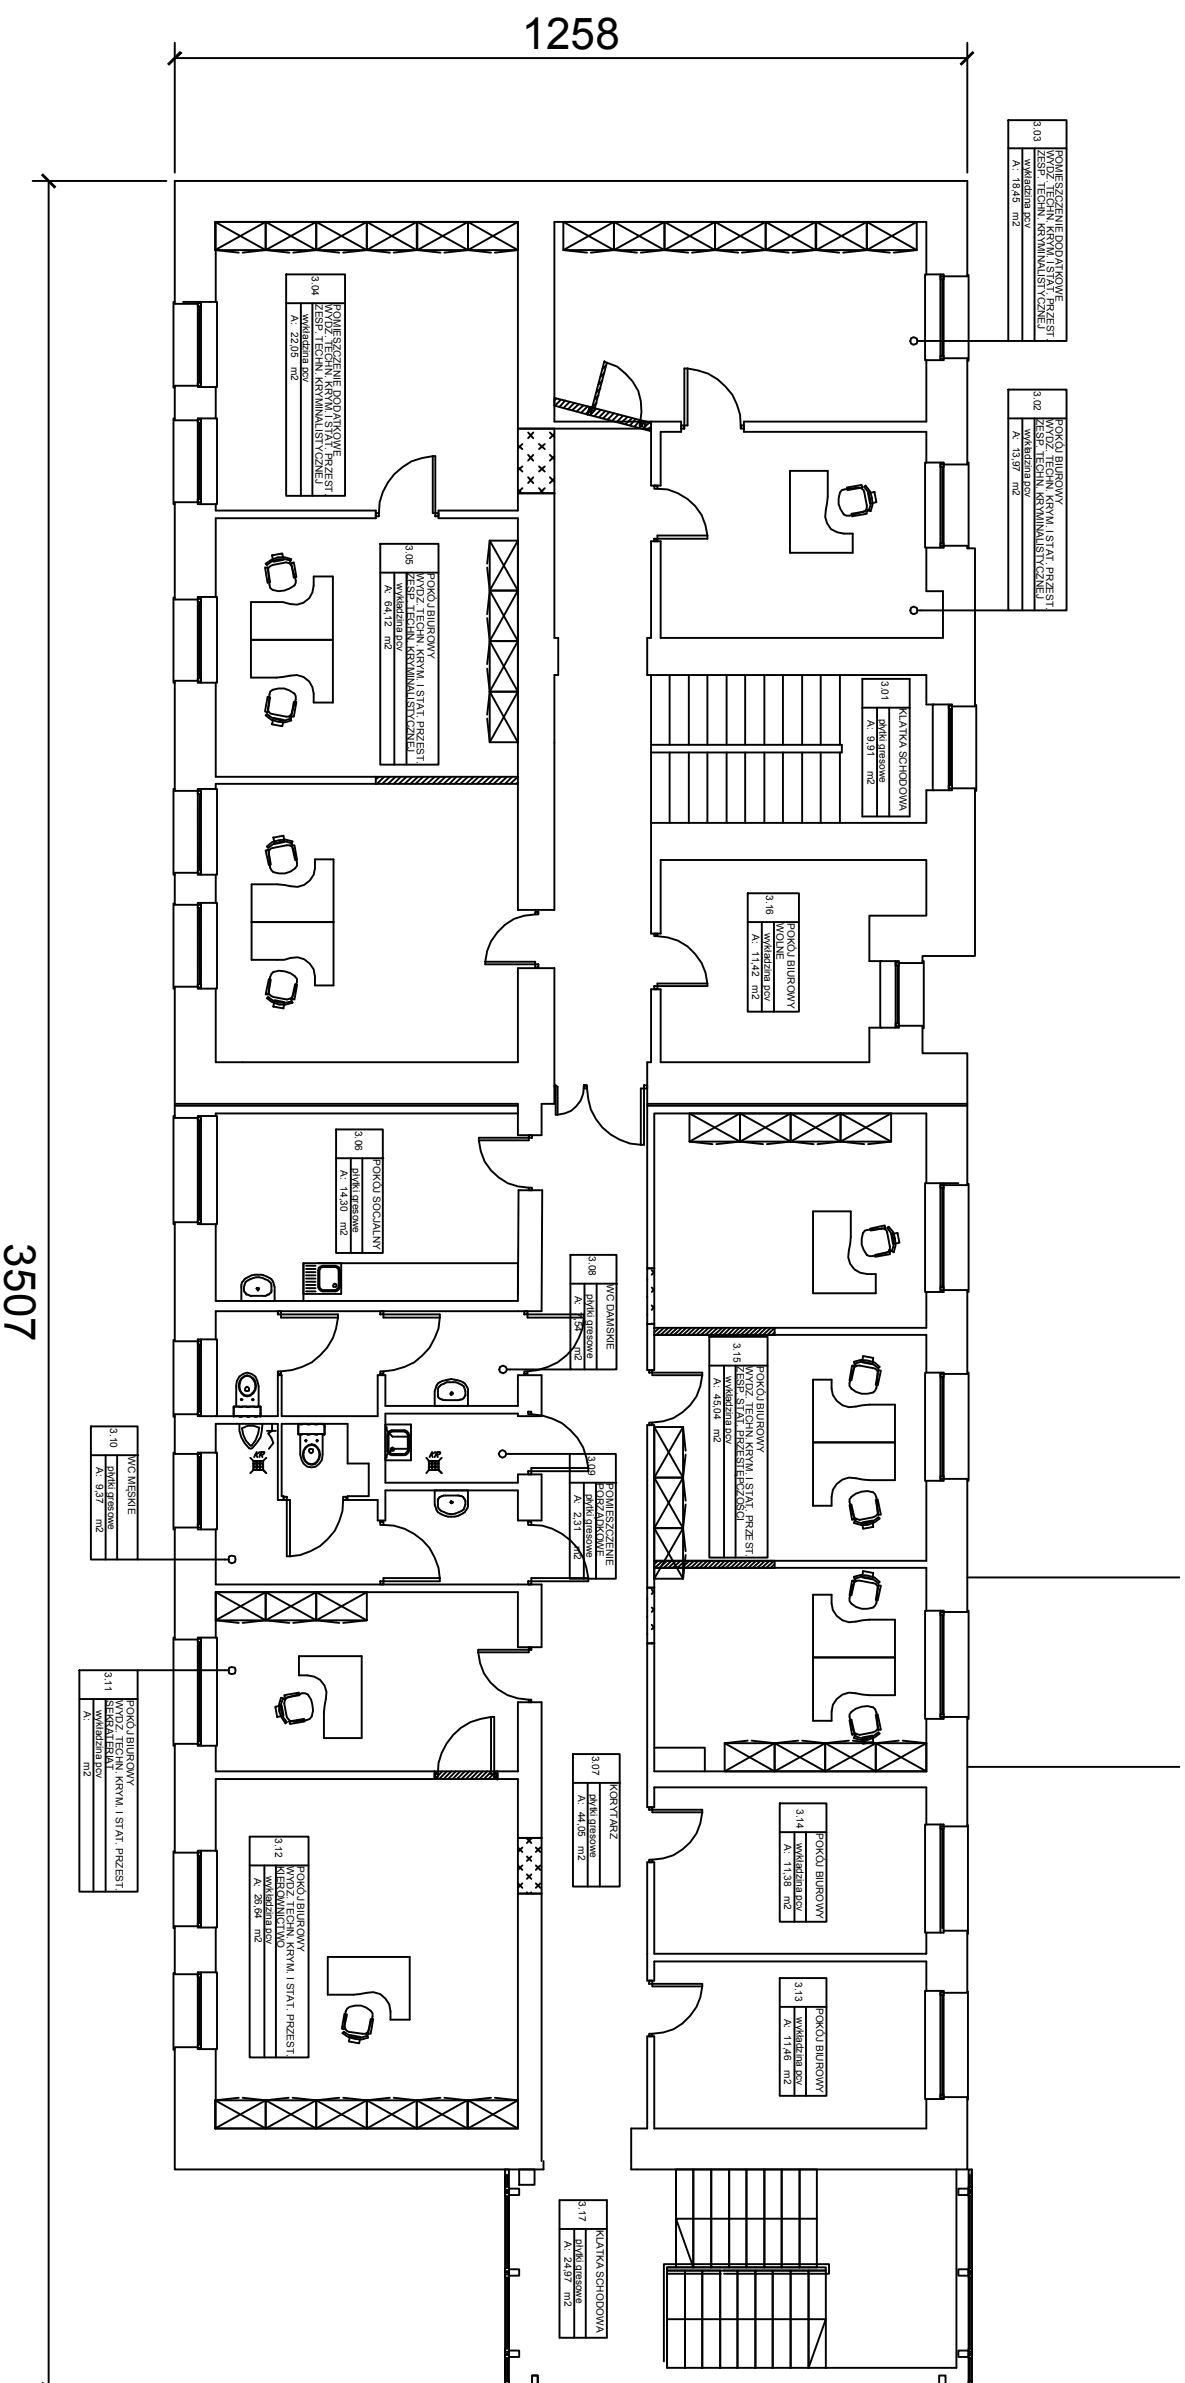 1258
3507
3.03
POMIESZCZENIE DODATKOWE
WYDZ. TECHN. KRYM. I STAT. PRZEST.
ZESP. TECHN. KRYMINALISTYCZNEJ
wykładzina pcv
A: 18,45 m2
3.02
POKÓJ BIUROWY
WYDZ. TECHN. KRYM. I STAT. PRZEST.
ZESP. TECHN. KRYMINALISTYCZNEJ
wykładzina pcv
A: 13,97 m2
3.04
POMIESZCZENIE DODATKOWE
WYDZ. TECHN. KRYM. I STAT. PRZEST.
ZESP. TECHN. KRYMINALISTYCZNEJ
wykładzina pcv
A: 22,05 m2
3.05
POKÓJ BIUROWY
WYDZ. TECHN. KRYM. I STAT. PRZEST.
ZESP. TECHN. KRYMINALISTYCZNEJ
wykładzina pcv
A: 64,12 m2
3.01
KLATKA SCHODOWA
płytki gresowe
A: 9,91 m2
3.16
POKÓJ BIUROWY
WOLNE
wykładzina pcv
A: 11,42 m2
3.06
POKÓJ SOCJALNY
płytki gresowe
A: 14,30 m2
3.08
WC DAMSKIE
płytki gresowe
A: m2
3.15
POKÓJ BIUROWY
WYDZ. TECHN. KRYM. I STAT. PRZEST.
ZESP. STAT. PRZESTĘPCZOŚCI
wykładzina pcv
A: 45,04 m2
3.10
WC MĘSKIE
płytki gresowe
A: 9,37 m2
KR
KR
3.09
POMIESZCZENIE
PORZĄDKOWE
płytki gresowe
A: 2,31 m2
3.11
POKÓJ BIUROWY
WYDZ. TECHN. KRYM. I STAT. PRZEST.
SEKRATERIAT
wykładzina pcv
A: m2
3.07
KORYTARZ
płytki gresowe
A: 44,05 m2
3.14
POKÓJ BIUROWY
wykładzina pcv
A: 11,38 m2
3.12
POKÓJ BIUROWY
WYDZ. TECHN. KRYM. I STAT. PRZEST.
KIEROWNICTWO
wykładzina pcv
A: 26,64 m2
3.13
POKÓJ BIUROWY
wykładzina pcv
A: 11,46 m2
3.17
KLATKA SCHODOWA
płytki gresowe
A: 24,97 m2